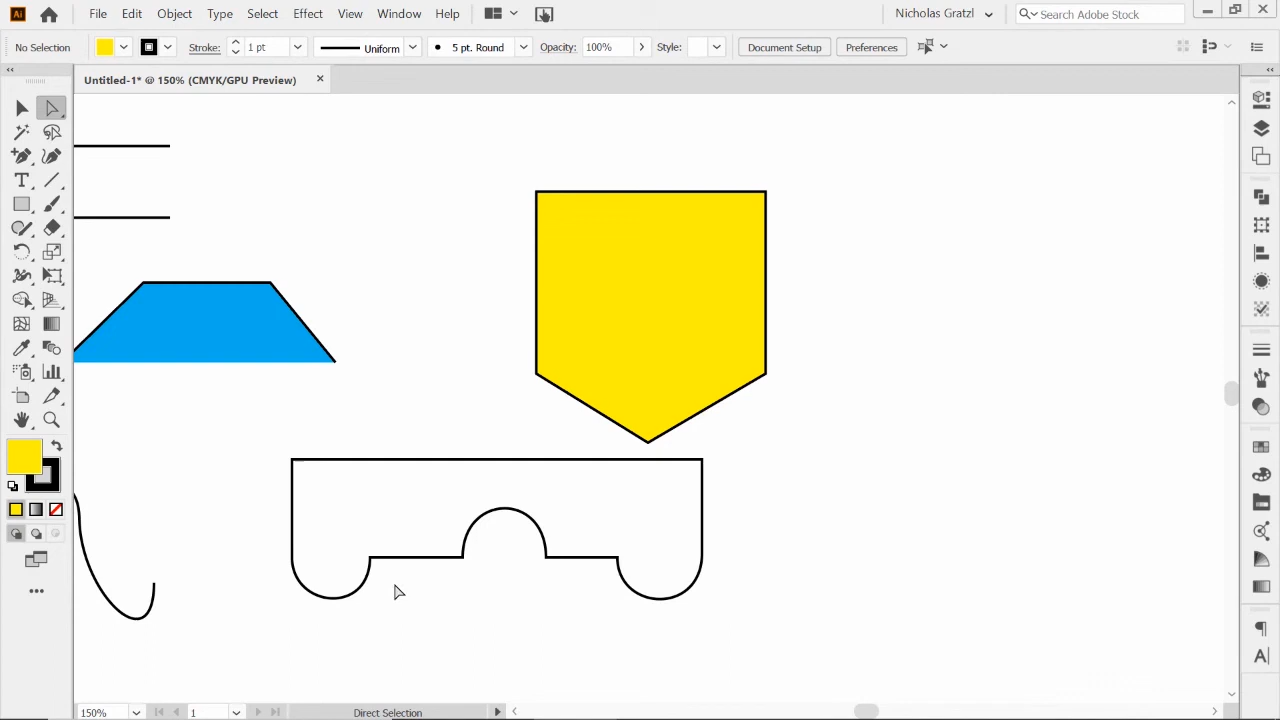 Ai File Edit Object Type Select Effect View Window Help Nicholas Gratzl Search Adobe Stock
No Selection Stroke: 1 pt Uniform 5 pt. Round Opacity: 100% Style: Document Setup Preferences
Untitled-1* @ 150% (CMYK/GPU Preview)
150% 1 Direct Selection